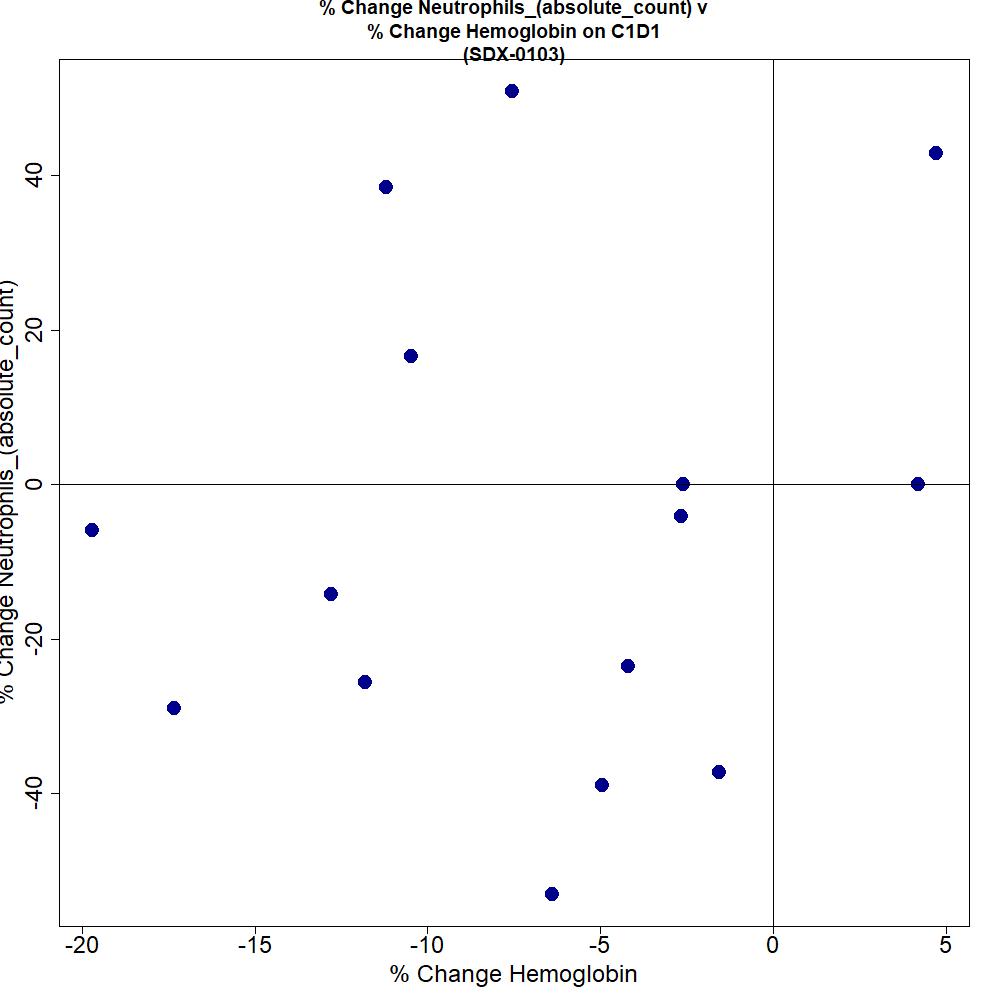 % Change Neutrophils_(absolute_count) v
% Change Hemoglobin on C1D1
(SDX-0103)
% Change Neutrophils_(absolute_count)
40
20
0
-20
-40
-20
-15
-10
-5
0
5
% Change Hemoglobin